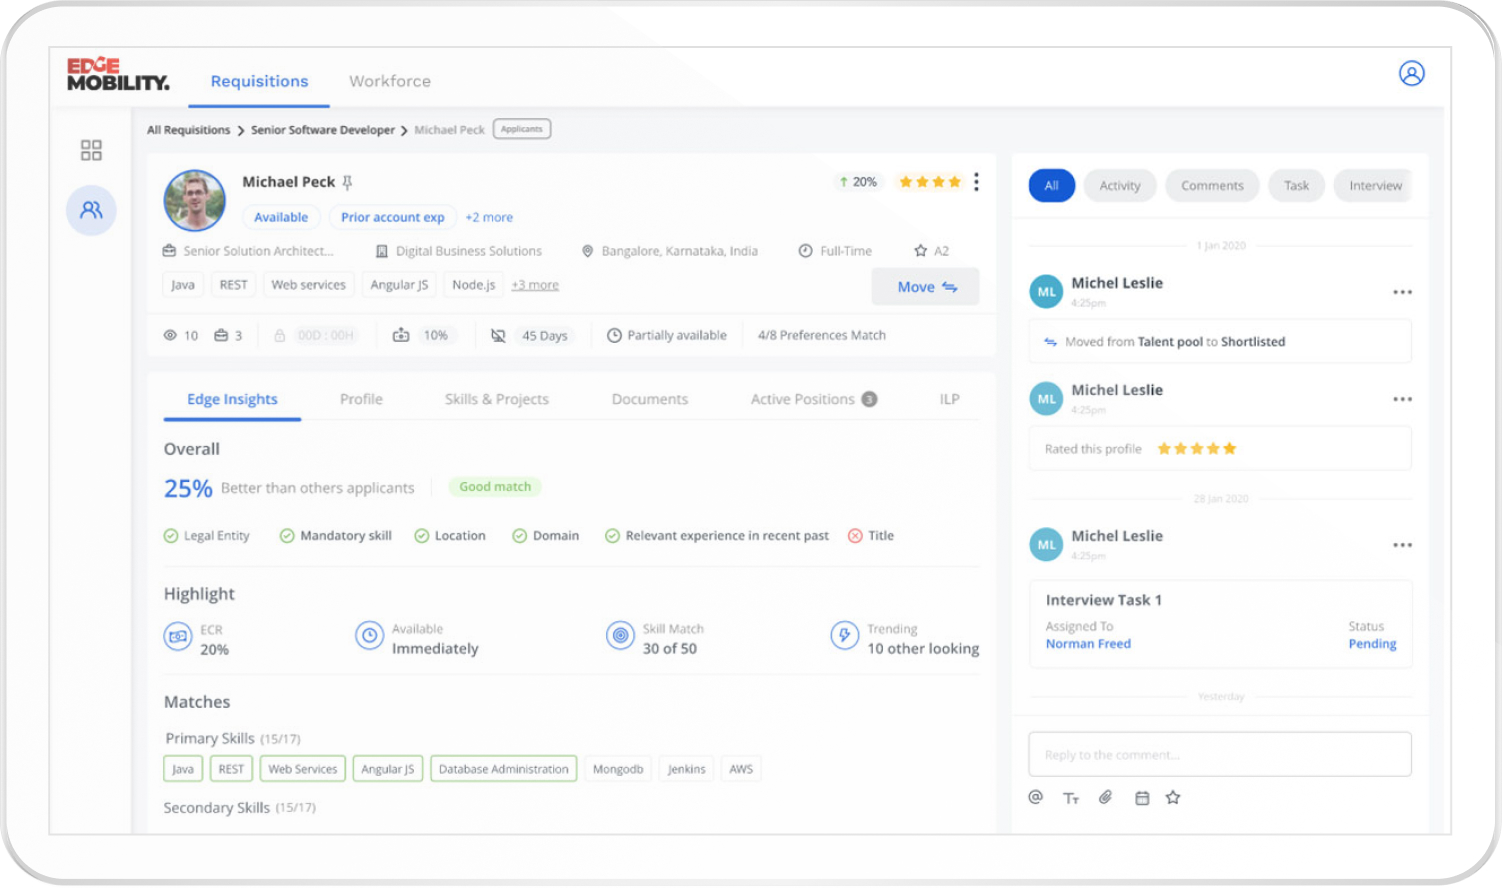 EDGE
MOBILITY.
Requisitions
Workforce
All Requisitions > Senior Software Developer > Michael Peck Applicants
Michael Peck
20%
Available
Prior account exp
+2 more
Senior Solution Architect...
Digital Business Solutions
Bangalore, Karnataka, India
Full-Time
A2
Java
REST
Web services
Angular JS
Node.js
+3 more
Move
10
3
00D : 00H
10%
45 Days
Partially available
4/8 Preferences Match
Edge Insights
Profile
Skills & Projects
Documents
Active Positions 3
ILP
Overall
25% Better than others applicants
Good match
Legal Entity
Mandatory skill
Location
Domain
Relevant experience in recent past
Title
Highlight
ECR
20%
Available
Immediately
Skill Match
30 of 50
Trending
10 other looking
Matches
Primary Skills (15/17)
Java
REST
Web Services
Angular JS
Database Administration
Mongodb
Jenkins
AWS
Secondary Skills (15/17)
All
Activity
Comments
Task
Interview
1 Jan 2020
ML
Michel Leslie
4:25pm
Moved from Talent pool to Shortlisted
ML
Michel Leslie
4:25pm
Rated this profile
28 Jan 2020
ML
Michel Leslie
4:25pm
Interview Task 1
Assigned To
Norman Freed
Status
Pending
Yesterday
Reply to the comment...
@ TT